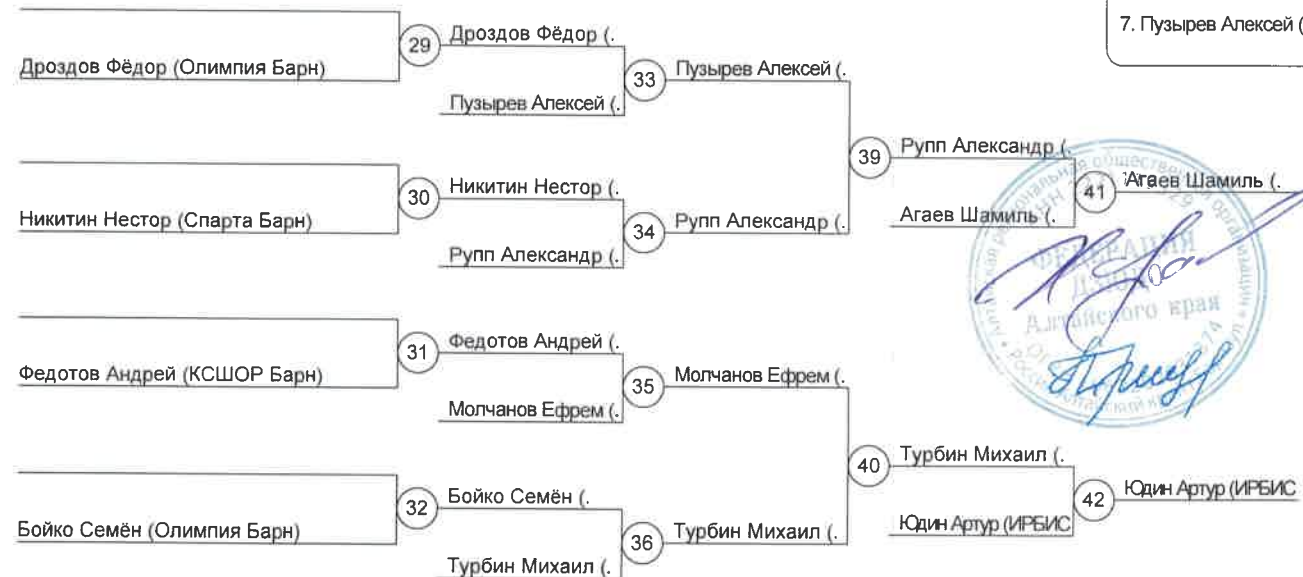 7. Пузырев Алексей (
Дроздов Фёдор (Олимпия Барн)
29
Дроздов Фёдор (.
Пузырев Алексей (.
33
Пузырев Алексей (.
Никитин Нестор (Спарта Барн)
30
Никитин Нестор (.
Рупп Александр (.
34
Рупп Александр (.
39
Рупп Александр (.
Агаев Шамиль (.
41
Агаев Шамиль (.
Федотов Андрей (КСШОР Барн)
31
Федотов Андрей (.
Молчанов Ефрем (.
35
Молчанов Ефрем (.
Бойко Семён (Олимпия Барн)
32
Бойко Семён (.
Турбин Михаил (.
36
Турбин Михаил (.
40
Турбин Михаил (.
Юдин Артур (ИРБИС
42
Юдин Артур (ИРБИС
ФЕДЕРАЦИЯ
ДЗЮДО
Алтайского края